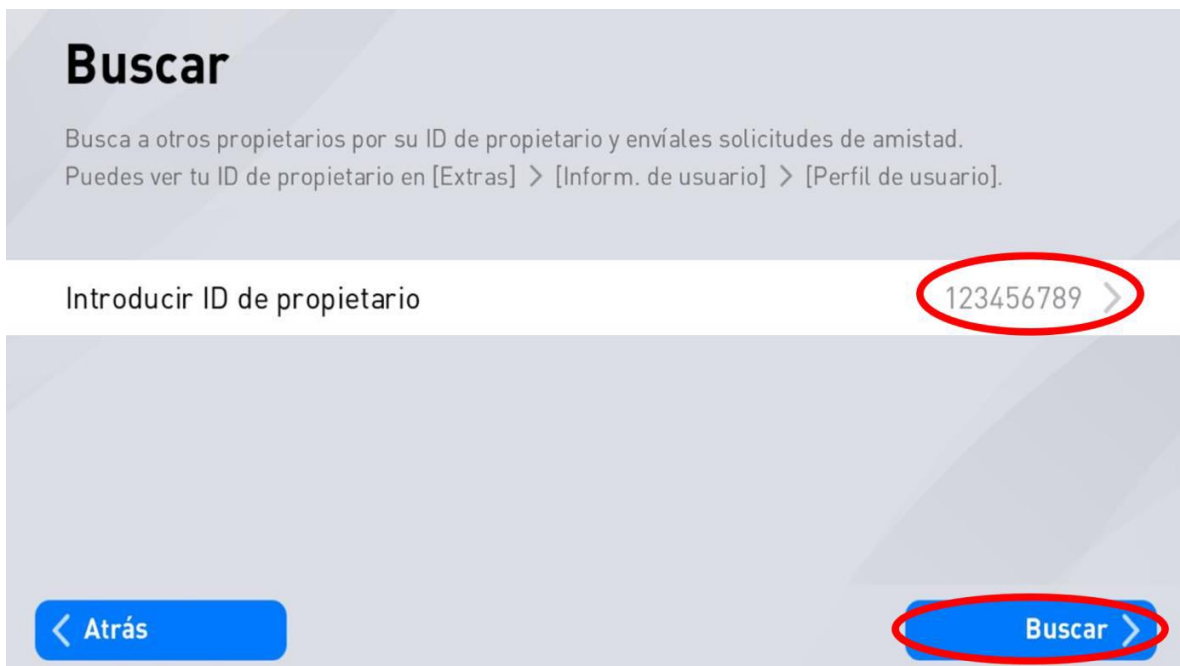 Buscar
Busca a otros propietarios por su ID de propietario y envíales solicitudes de amistad.
Puedes ver tu ID de propietario en [Extras] > [Inform. de usuario] > [Perfil de usuario].
Introducir ID de propietario 123456789 >
< Atrás Buscar >